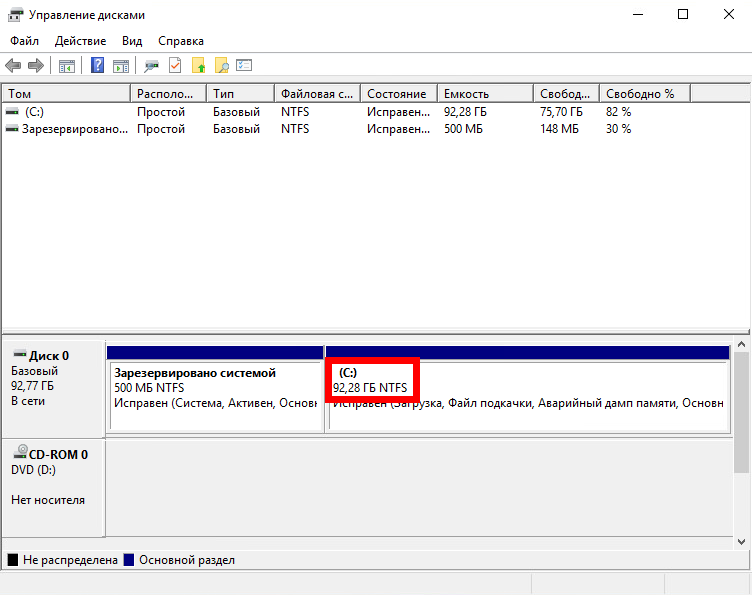 Управление дисками
Файл Действие Вид Справка
Том Располо... Тип Файловая с... Состояние Емкость Свобод... Свободно %
(C:) Простой Базовый NTFS Исправен... 92,28 ГБ 75,70 ГБ 82 %
Зарезервировано... Простой Базовый NTFS Исправен... 500 МБ 148 МБ 30 %
Диск 0
Базовый
92,77 ГБ
В сети
Зарезервировано системой
500 МБ NTFS
Исправен (Система, Активен, Основн
(C:)
92,28 ГБ NTFS
Исправен (Загрузка, Файл подкачки, Аварийный дамп памяти, Основн
CD-ROM 0
DVD (D:)
Нет носителя
Не распределена Основной раздел